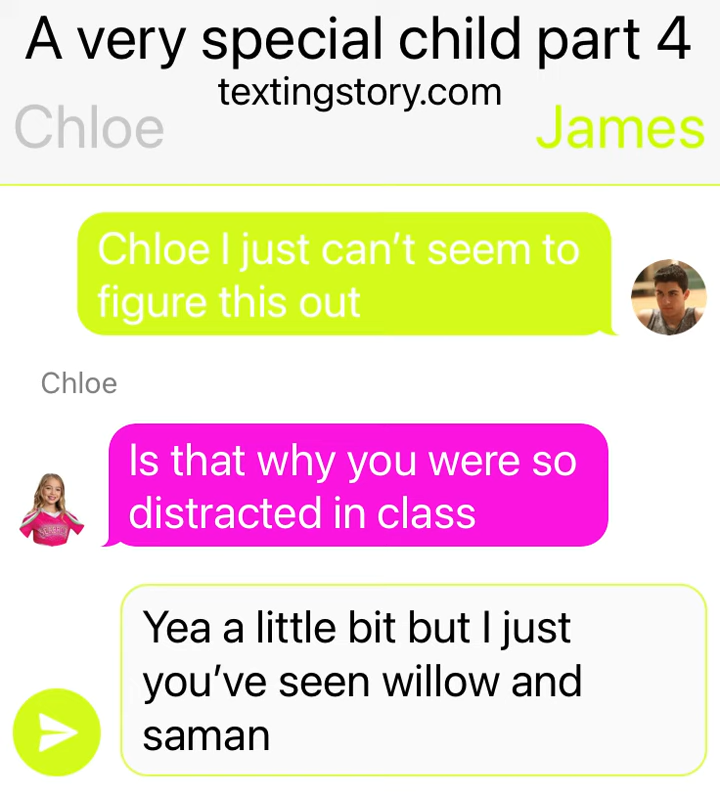 A very special child part 4
textingstory.com
Chloe
James
Chloe I just can't seem to
figure this out
Chloe
Is that why you were so
distracted in class
Yea a little bit but I just
you've seen willow and
saman